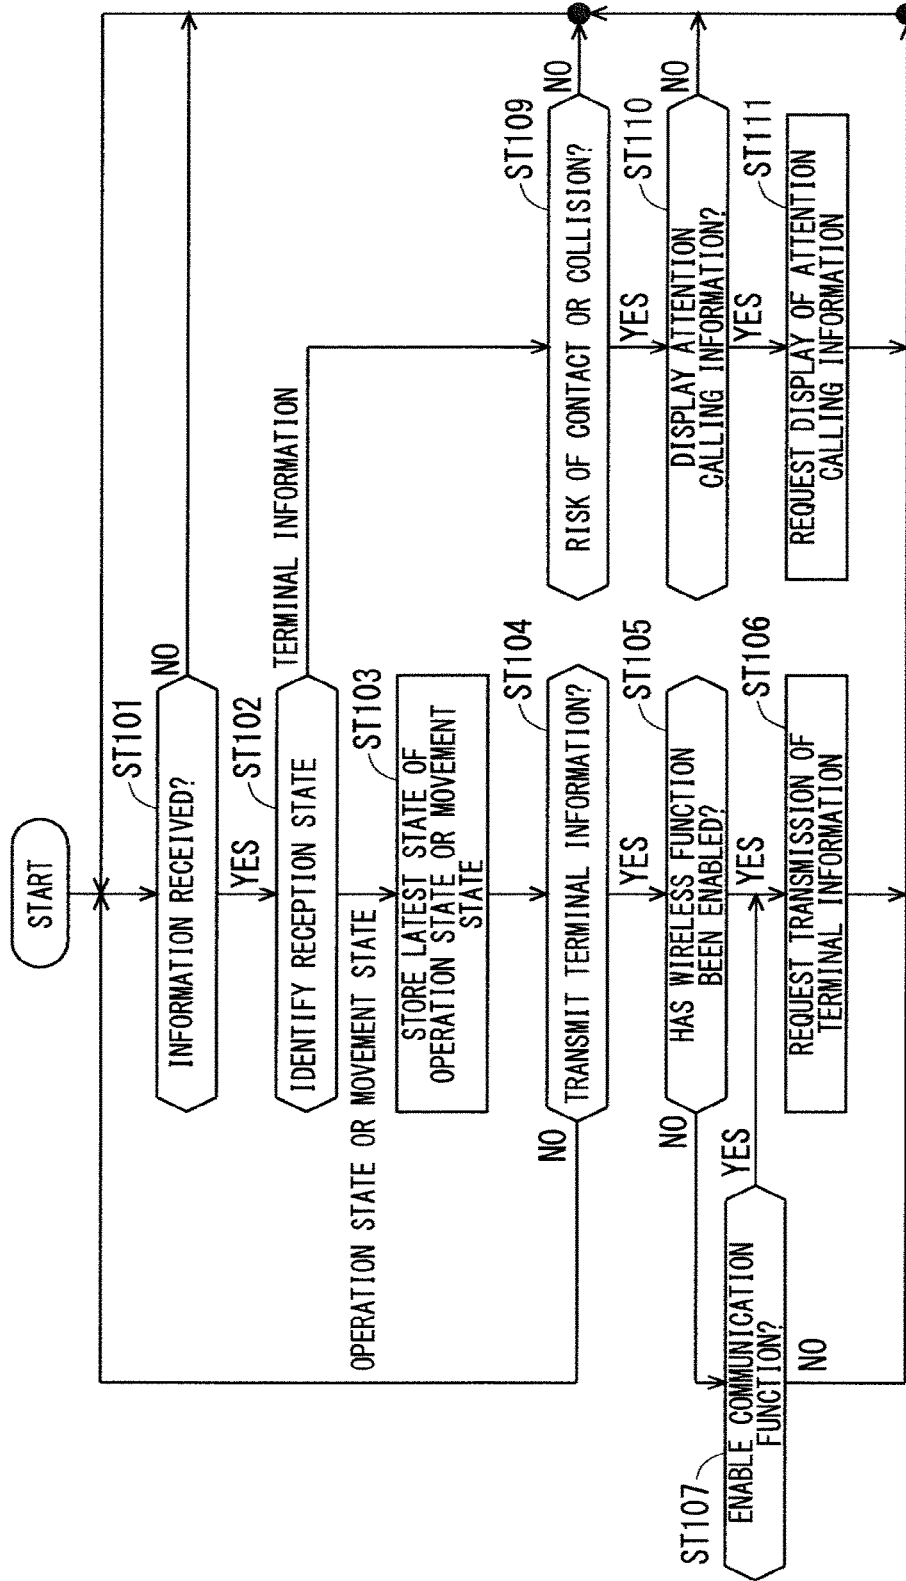 START
ST101
INFORMATION RECEIVED?
NO
YES
ST102
IDENTIFY RECEPTION STATE
TERMINAL INFORMATION
OPERATION STATE OR MOVEMENT STATE
ST103
STORE LATEST STATE OF
OPERATION STATE OR MOVEMENT
STATE
ST104
TRANSMIT TERMINAL INFORMATION?
NO
YES
ST105
HAS WIRELESS FUNCTION
BEEN ENABLED?
NO
YES
ST107
ENABLE COMMUNICATION
FUNCTION?
YES
NO
ST106
REQUEST TRANSMISSION OF
TERMINAL INFORMATION
ST109
RISK OF CONTACT OR COLLISION?
NO
YES
ST110
DISPLAY ATTENTION
CALLING INFORMATION?
NO
YES
ST111
REQUEST DISPLAY OF ATTENTION
CALLING INFORMATION